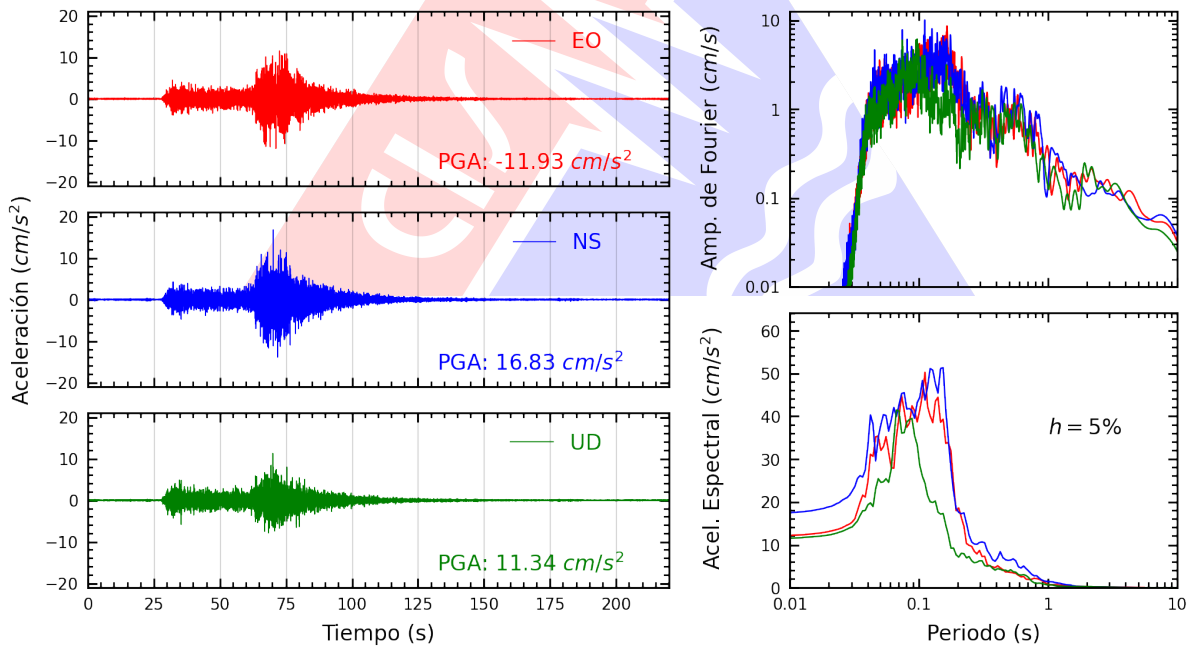 Aceleración (cm/s²)
20
10
0
−10
−20
EO
PGA: -11.93 cm/s²
20
10
0
−10
−20
NS
PGA: 16.83 cm/s²
20
10
0
−10
−20
UD
PGA: 11.34 cm/s²
0 25 50 75 100 125 150 175 200
Tiempo (s)
Amp. de Fourier (cm/s)
10
1
0.1
0.01
Acel. Espectral (cm/s²)
60
50
40
30
20
10
0
h = 5%
0.01 0.1 1 10
Periodo (s)